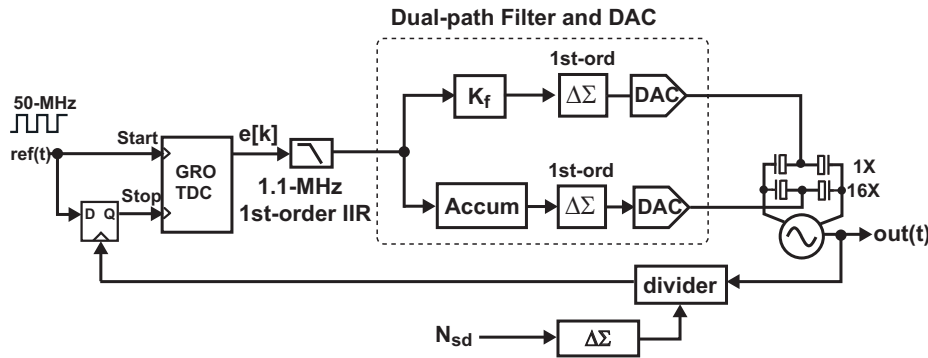 Dual-path Filter and DAC
50-MHz
ref(t)
Start
Stop
D Q
GRO
TDC
e[k]
1.1-MHz
1st-order IIR
K_f
1st-ord
ΔΣ
DAC
Accum
1st-ord
ΔΣ
DAC
1X
16X
out(t)
divider
N_sd
ΔΣ